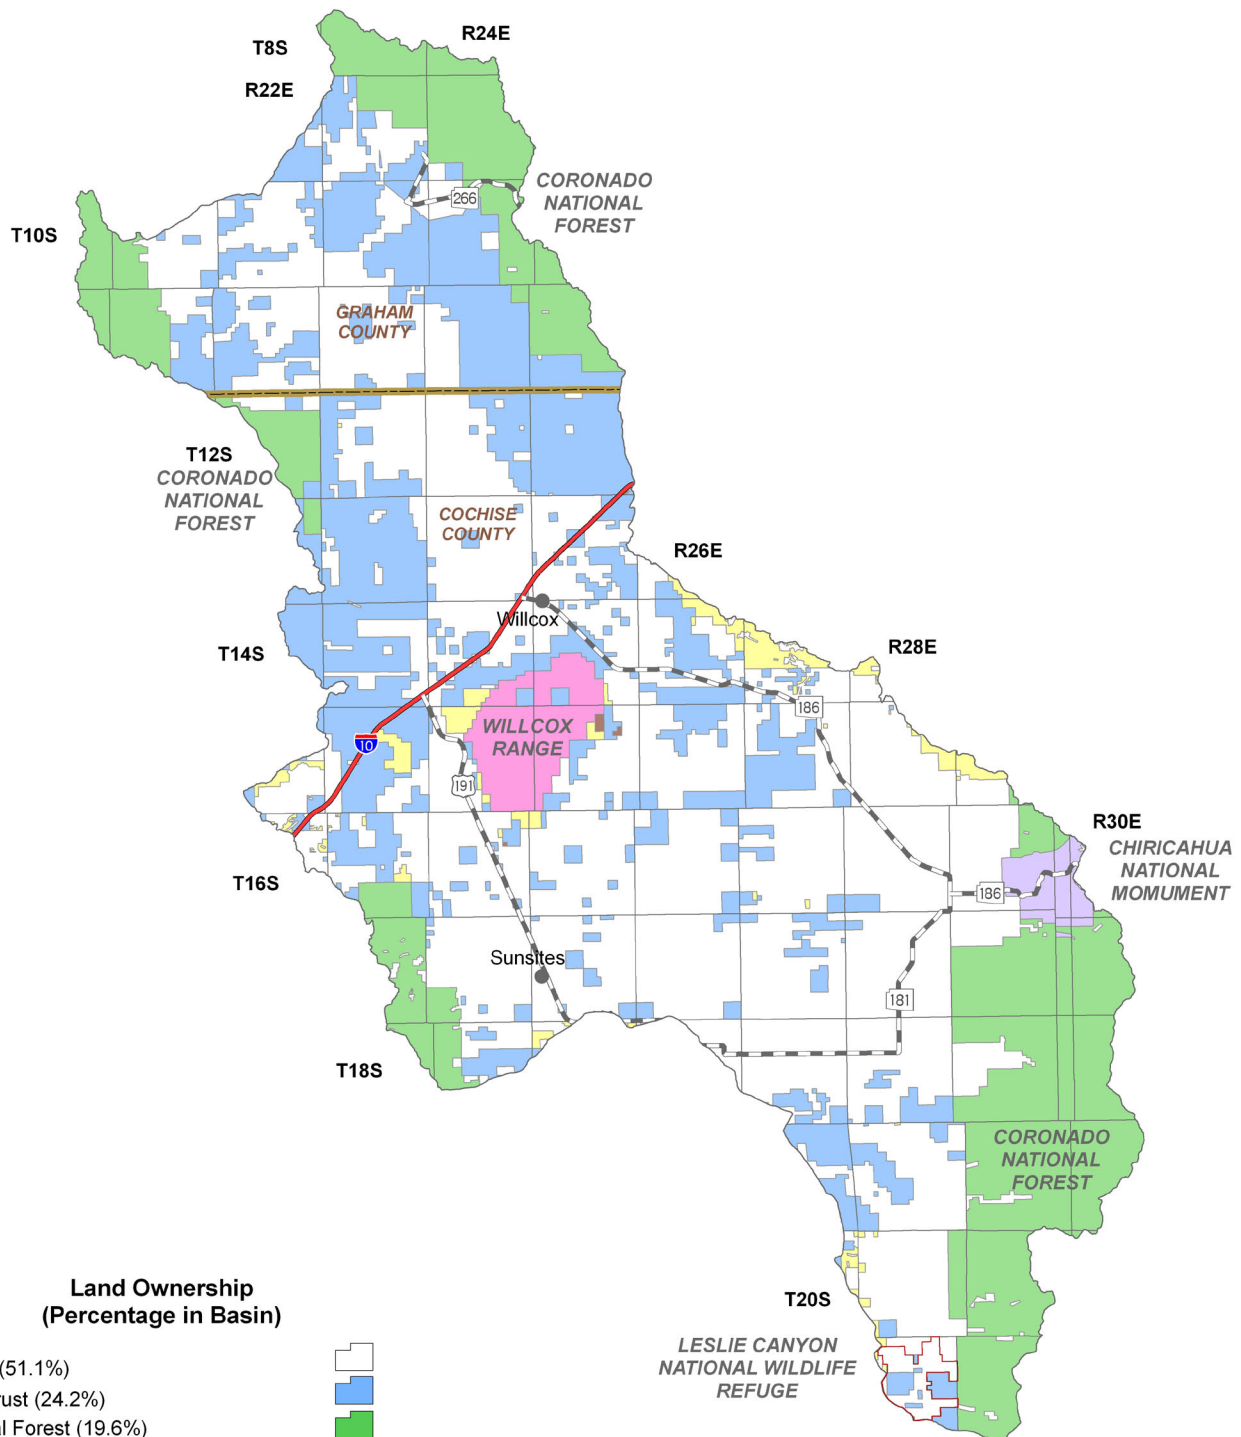 R24E
T8S
R22E
CORONADO
NATIONAL
FOREST
266
T10S
GRAHAM
COUNTY
T12S
CORONADO
NATIONAL
FOREST
COCHISE
COUNTY
R26E
Willcox
T14S
R28E
186
WILLCOX
RANGE
10
191
R30E
CHIRICAHUA
NATIONAL
MOMUMENT
T16S
186
Sunsites
181
T18S
CORONADO
NATIONAL
FOREST
Land Ownership
(Percentage in Basin)
T20S
LESLIE CANYON
NATIONAL WILDLIFE
REFUGE
(51.1%)
rust (24.2%)
al Forest (19.6%)